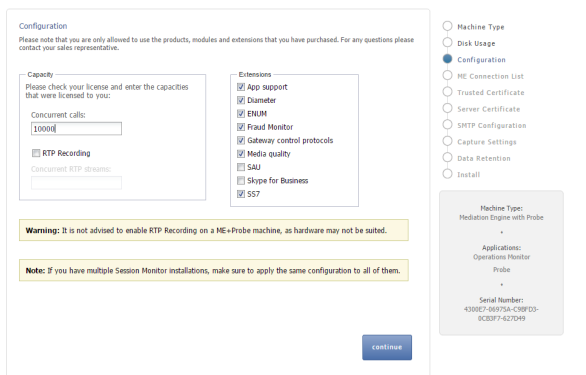 Configuration
Please note that you are only allowed to use the products, modules and extensions that you have purchased. For any questions please
contact your sales representative.
Capacity
Please check your license and enter the capacities
that were licensed to you:
Concurrent calls:
10000
RTP Recording
Concurrent RTP streams:
Extensions
App support
Diameter
ENUM
Fraud Monitor
Gateway control protocols
Media quality
SAU
Skype for Business
SS7
Warning: It is not advised to enable RTP Recording on a ME+Probe machine, as hardware may not be suited.
Note: If you have multiple Session Monitor installations, make sure to apply the same configuration to all of them.
continue
Machine Type
Disk Usage
Configuration
ME Connection List
Trusted Certificate
Server Certificate
SMTP Configuration
Capture Settings
Data Retention
Install
Machine Type:
Mediation Engine with Probe
Applications:
Operations Monitor
Probe
Serial Number: